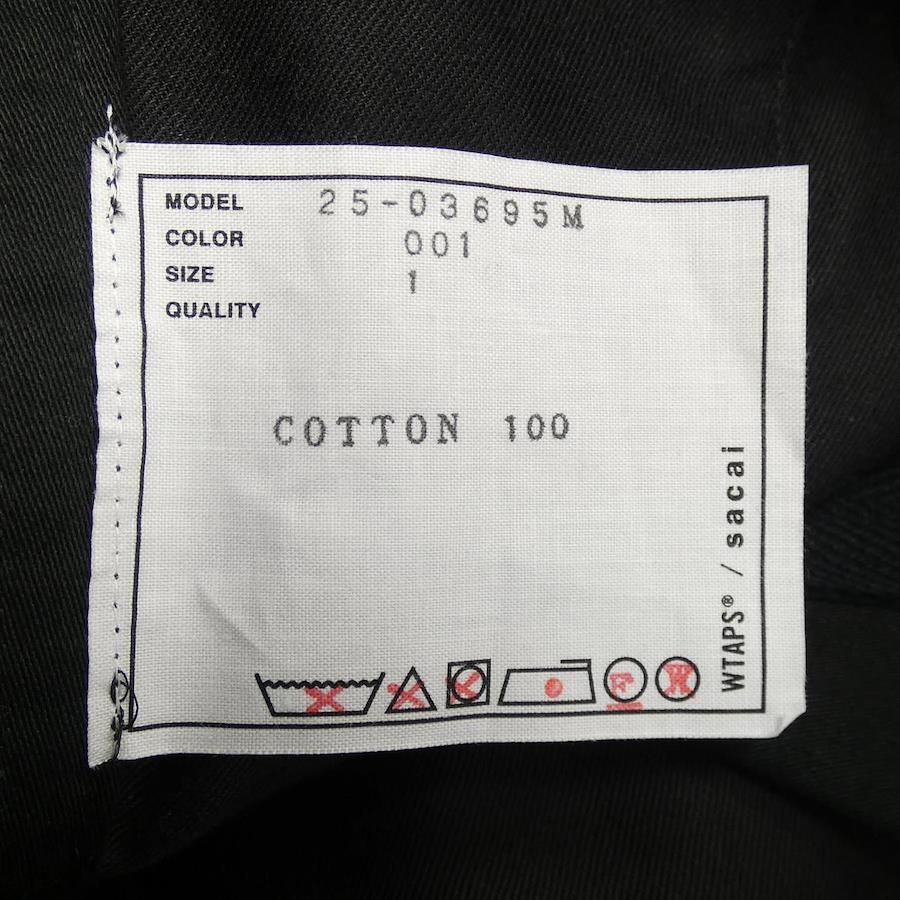 MODEL 25-03695M
COLOR 001
SIZE 1
QUALITY
COTTON 100
WTAPS® / sacai
F
W